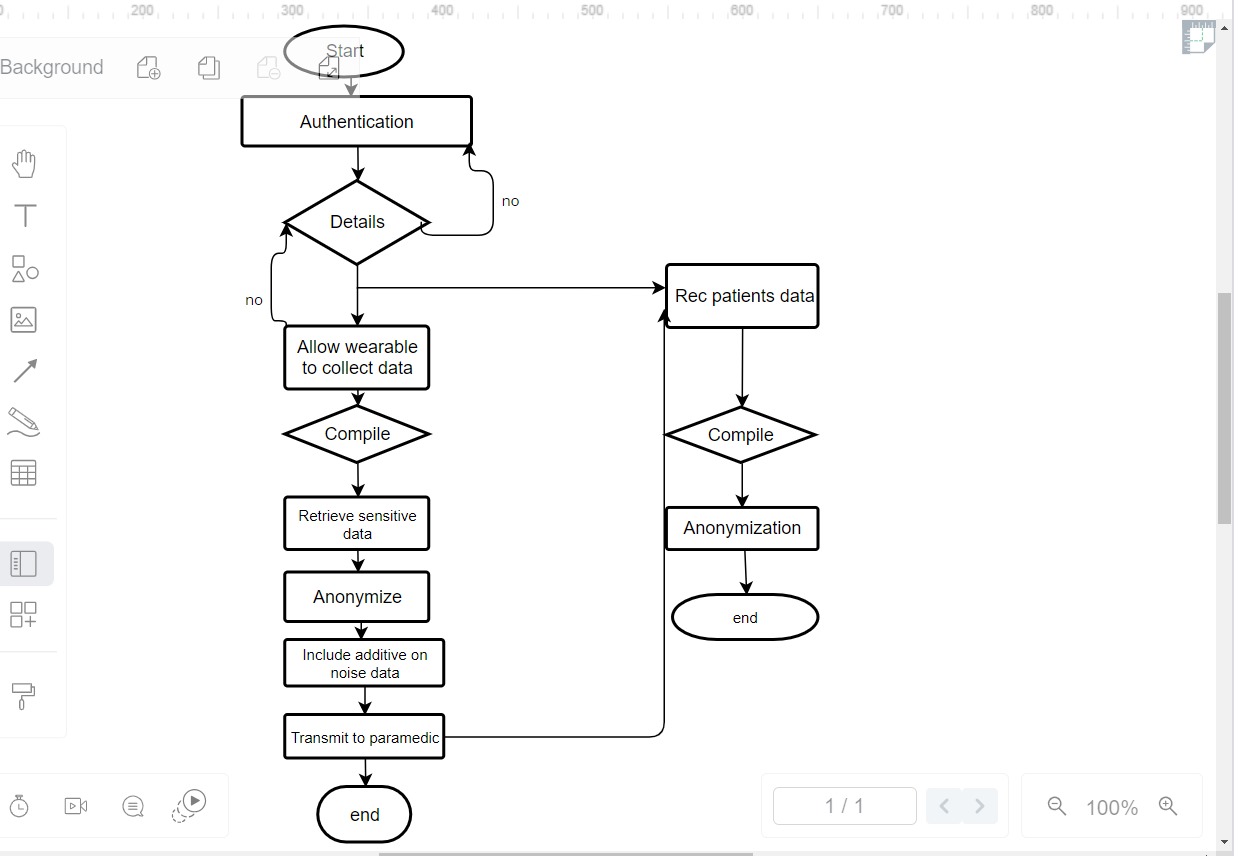 200 300 400 500 600 700 800 900
Start
Background
Authentication
no
Details
no
Rec patients data
Allow wearable
to collect data
Compile
Compile
Retrieve sensitive
data
Anonymization
Anonymize
end
Include additive on
noise data
Transmit to paramedic
end
1 / 1
100%